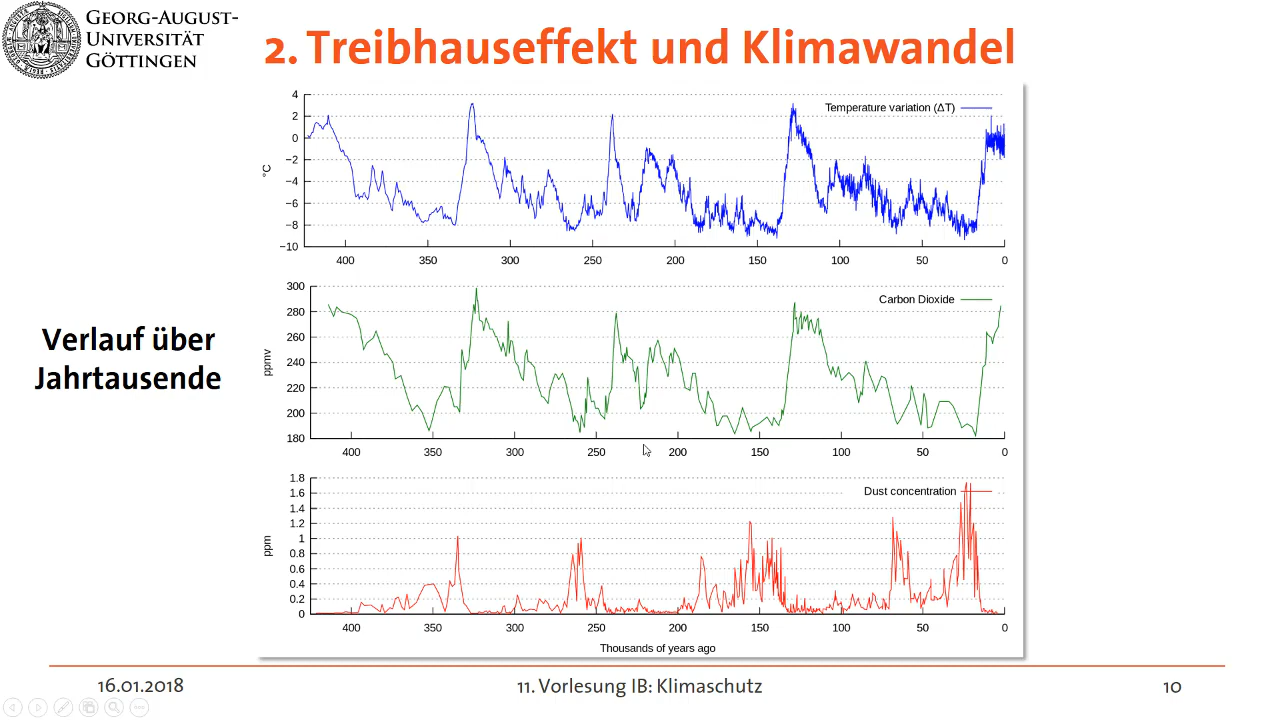 GEORG-AUGUST-
UNIVERSITÄT
GÖTTINGEN
2. Treibhauseffekt und Klimawandel
Verlauf über
Jahrtausende
Temperature variation (ΔT)
°C
4
2
0
−2
−4
−6
−8
−10
400 350 300 250 200 150 100 50 0
Carbon Dioxide
ppmv
300
280
260
240
220
200
180
400 350 300 250 200 150 100 50 0
Dust concentration
ppm
1.8
1.6
1.4
1.2
1
0.8
0.6
0.4
0.2
0
400 350 300 250 200 150 100 50 0
Thousands of years ago
16.01.2018 11. Vorlesung IB: Klimaschutz 10